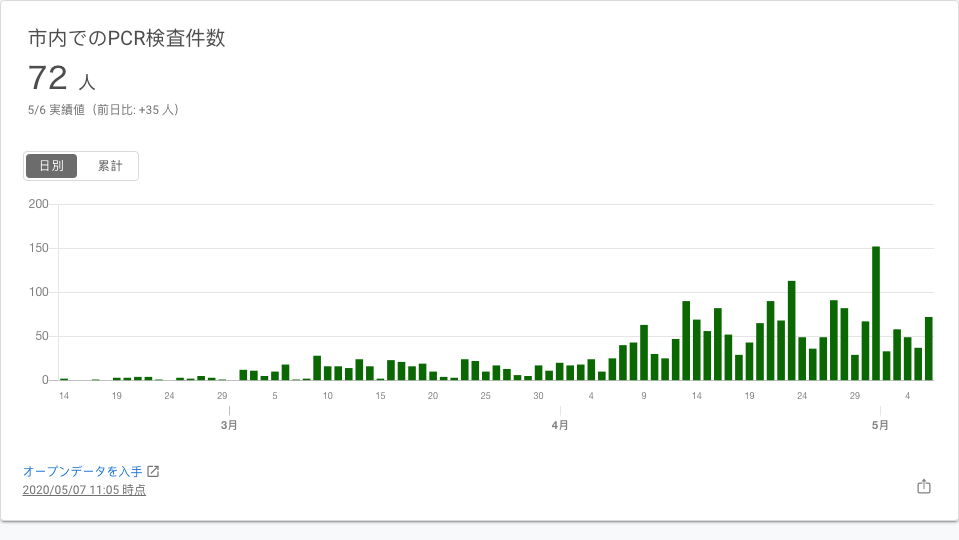 市内でのPCR検査件数
72 人
5/6 実績値（前日比: +35 人）
日別 累計
200
150
100
50
0
14 19 24 29 5 10 15 20 25 30 4 9 14 19 24 29 4
3月 4月 5月
オープンデータを入手
2020/05/07 11:05 時点